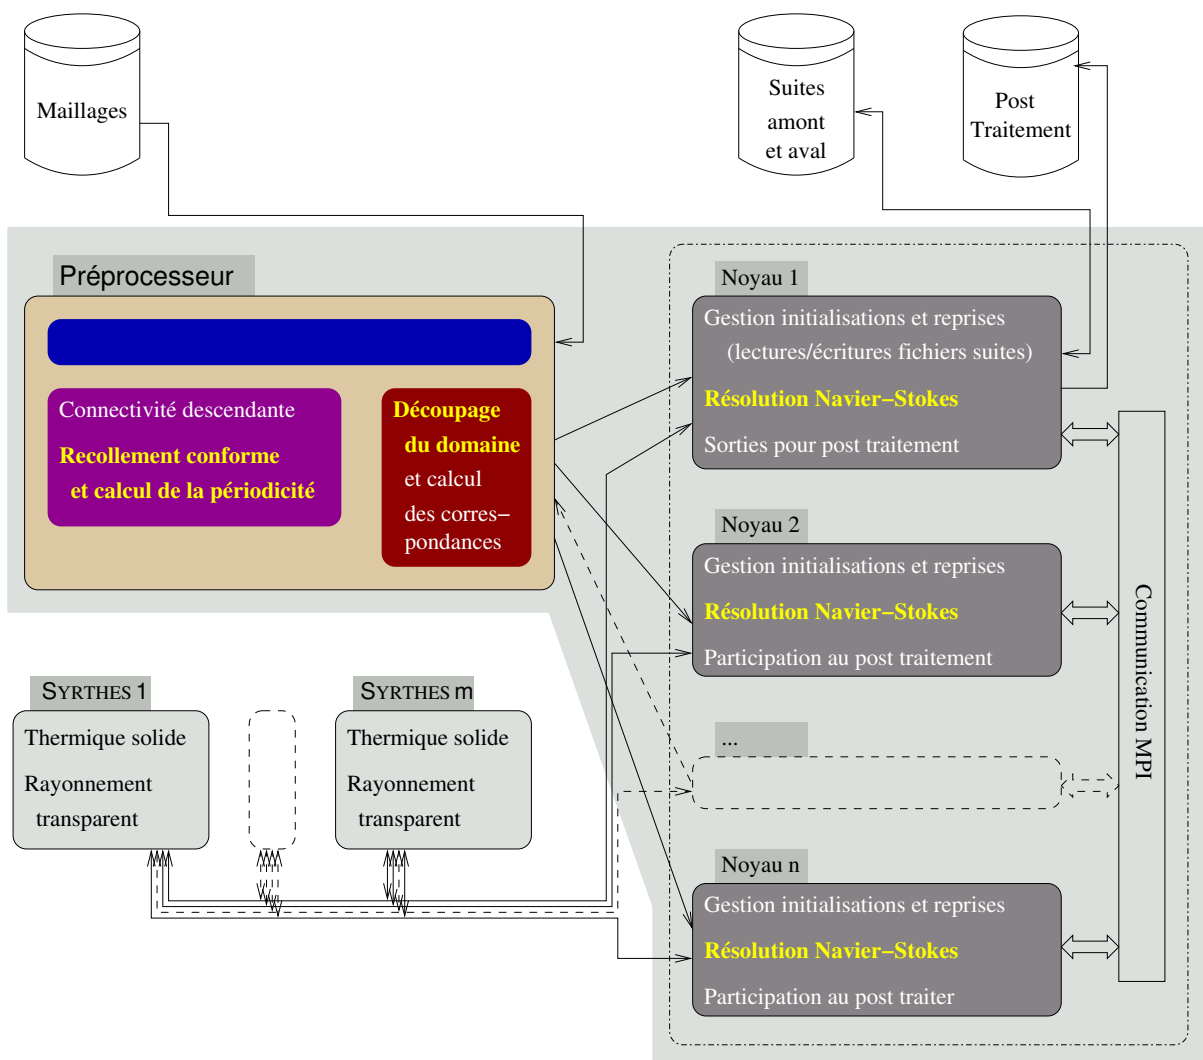 Maillages
Suites
amont
et aval
Post
Traitement
Préprocesseur
Connectivité descendante
Recollement conforme
et calcul de la périodicité
Découpage
du domaine
et calcul
des corres-
pondances
Noyau 1
Gestion initialisations et reprises
(lectures/écritures fichiers suites)
Résolution Navier-Stokes
Sorties pour post traitement
Noyau 2
Gestion initialisations et reprises
Résolution Navier-Stokes
Participation au post traitement
...
Noyau n
Gestion initialisations et reprises
Résolution Navier-Stokes
Participation au post traiter
Communication MPI
SYRTHES 1
Thermique solide
Rayonnement
transparent
SYRTHES m
Thermique solide
Rayonnement
transparent